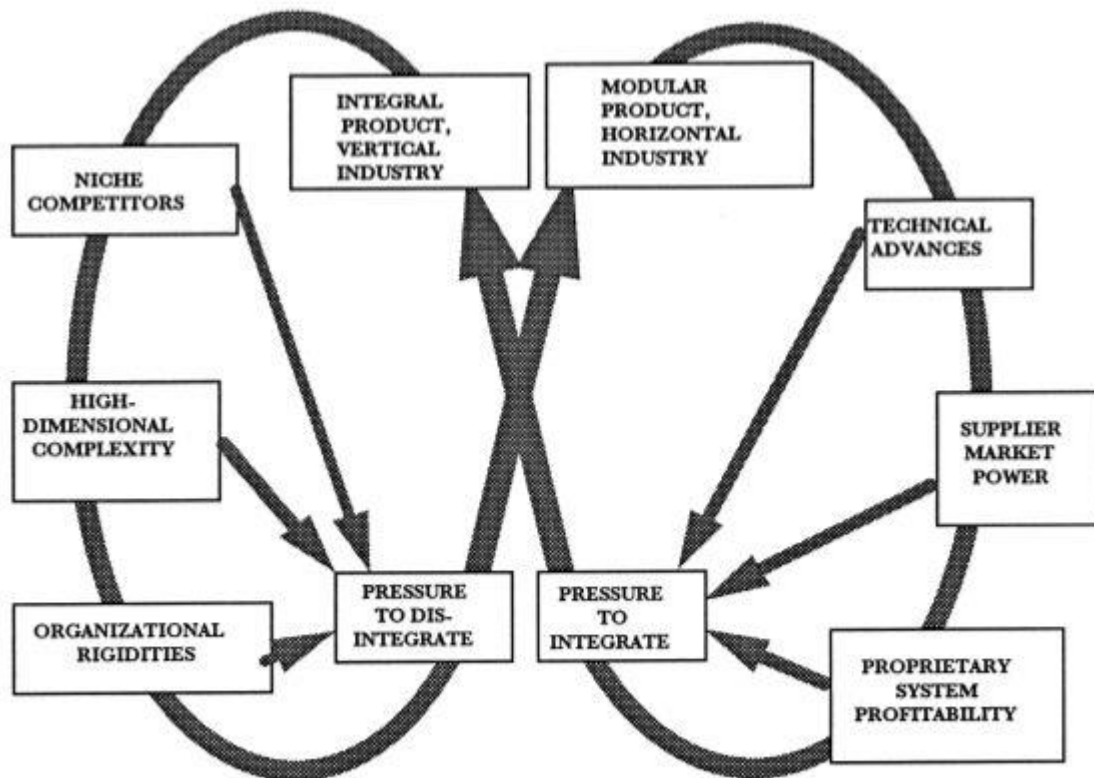 INTEGRAL
PRODUCT,
VERTICAL
INDUSTRY
MODULAR
PRODUCT,
HORIZONTAL
INDUSTRY
NICHE
COMPETITORS
TECHNICAL
ADVANCES
HIGH-
DIMENSIONAL
COMPLEXITY
SUPPLIER
MARKET
POWER
ORGANIZATIONAL
RIGIDITIES
PRESSURE
TO DIS-
INTEGRATE
PRESSURE
TO
INTEGRATE
PROPRIETARY
SYSTEM
PROFITABILITY